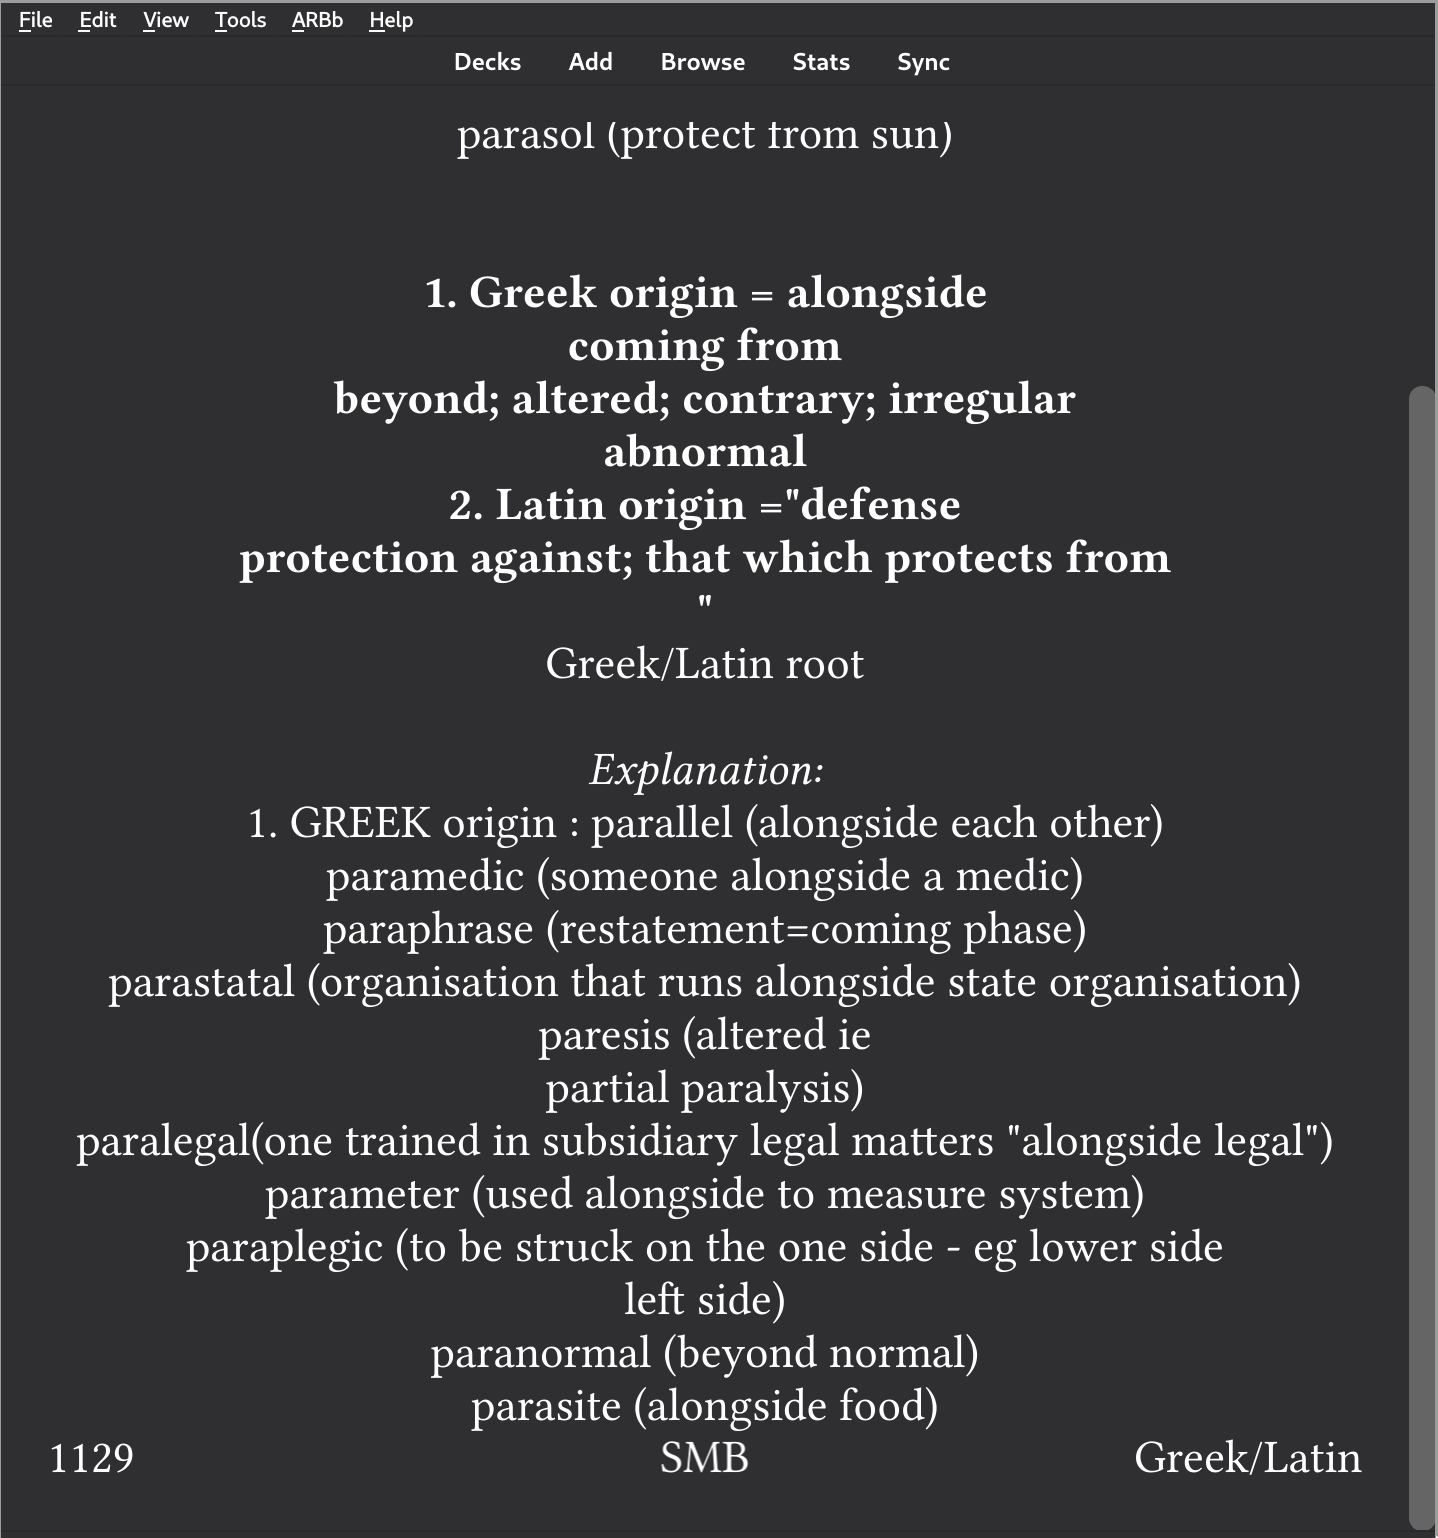 File Edit View Tools ARBb Help
Decks Add Browse Stats Sync
parasol (protect from sun)
1. Greek origin = alongside
coming from
beyond; altered; contrary; irregular
abnormal
2. Latin origin ="defense
protection against; that which protects from
"
Greek/Latin root
Explanation:
1. GREEK origin : parallel (alongside each other)
paramedic (someone alongside a medic)
paraphrase (restatement=coming phase)
parastatal (organisation that runs alongside state organisation)
paresis (altered ie
partial paralysis)
paralegal(one trained in subsidiary legal matters "alongside legal")
parameter (used alongside to measure system)
paraplegic (to be struck on the one side - eg lower side
left side)
paranormal (beyond normal)
parasite (alongside food)
1129 SMB Greek/Latin